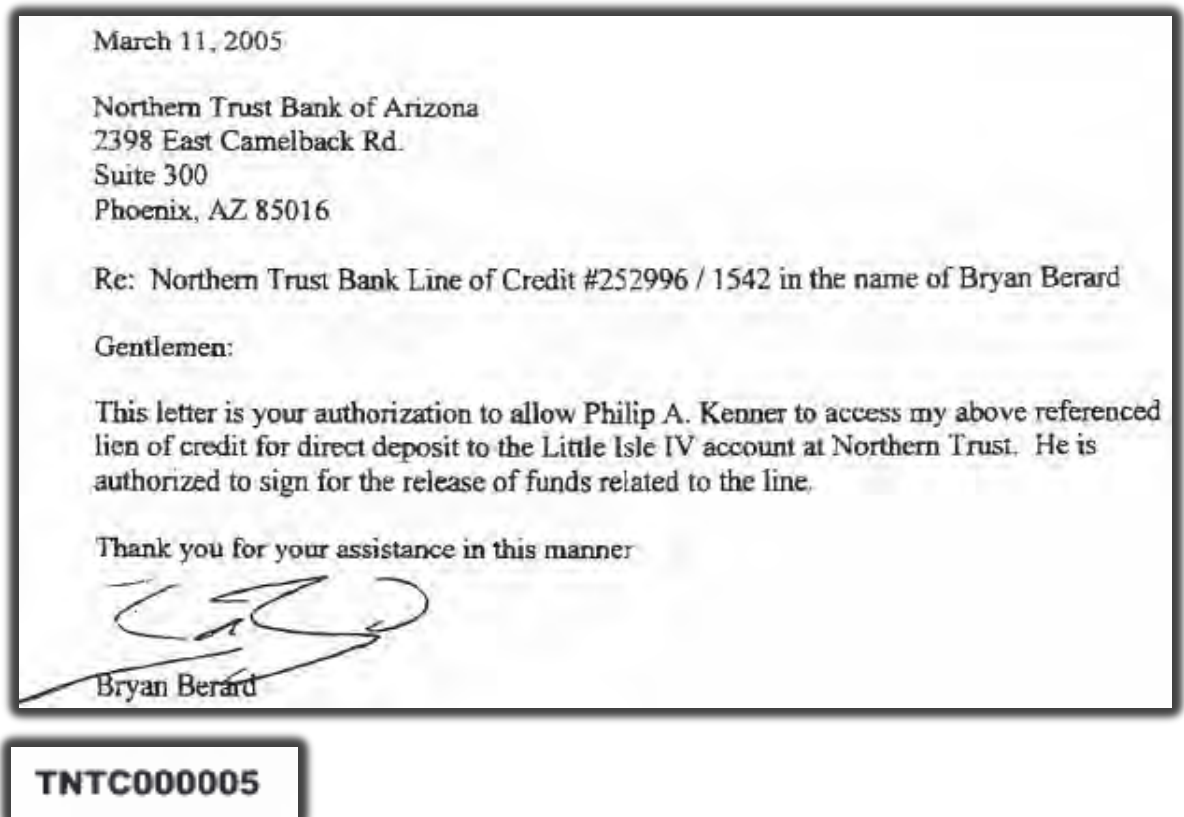 March 11, 2005
Northern Trust Bank of Arizona
2398 East Camelback Rd.
Suite 300
Phoenix, AZ 85016
Re: Northern Trust Bank Line of Credit #252996 / 1542 in the name of Bryan Berard
Gentlemen:
This letter is your authorization to allow Philip A. Kenner to access my above referenced
lien of credit for direct deposit to the Little Isle IV account at Northern Trust. He is
authorized to sign for the release of funds related to the line.
Thank you for your assistance in this manner
Bryan Berard
TNTC000005